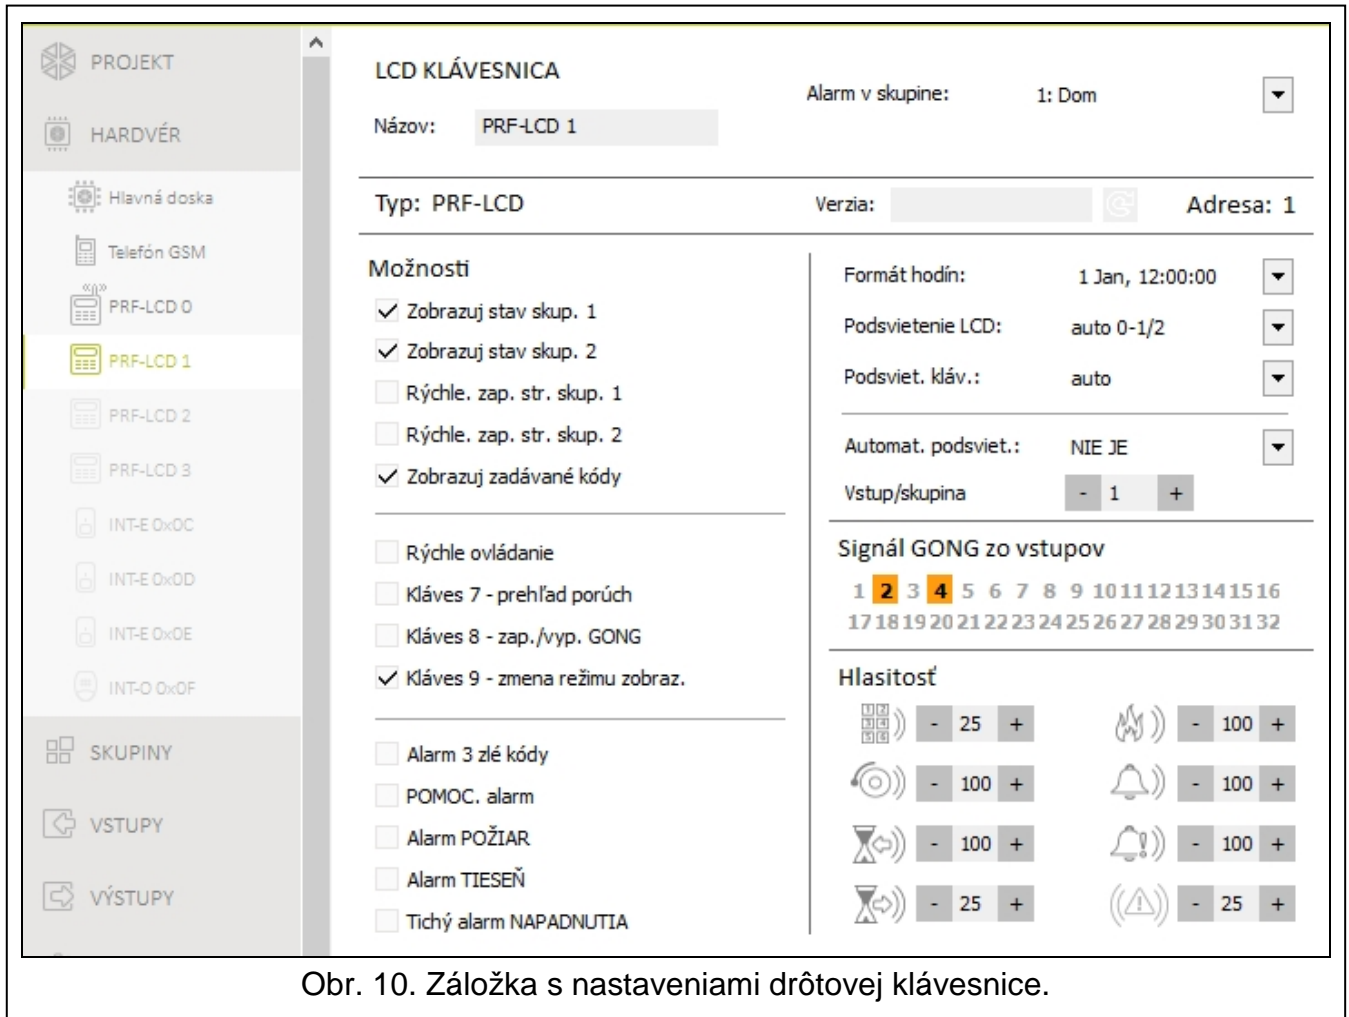 PROJEKT
HARDVÉR
Hlavná doska
Telefón GSM
PRF-LCD 0
PRF-LCD 1
PRF-LCD 2
PRF-LCD 3
INT-E 0x0C
INT-E 0x0D
INT-E 0x0E
INT-O 0x0F
SKUPINY
VSTUPY
VÝSTUPY
LCD KLÁVESNICA
Názov: PRF-LCD 1
Alarm v skupine: 1: Dom
Typ: PRF-LCD
Verzia:
Adresa: 1
Možnosti
Zobrazuj stav skup. 1
Zobrazuj stav skup. 2
Rýchle. zap. str. skup. 1
Rýchle. zap. str. skup. 2
Zobrazuj zadávané kódy
Rýchle ovládanie
Kláves 7 - prehľad porúch
Kláves 8 - zap./vyp. GONG
Kláves 9 - zmena režimu zobraz.
Alarm 3 zlé kódy
POMOC. alarm
Alarm POŽIAR
Alarm TIESEŇ
Tichý alarm NAPADNUTIA
Formát hodín: 1 Jan, 12:00:00
Podsvietenie LCD: auto 0-1/2
Podsviet. kláv.: auto
Automat. podsviet.: NIE JE
Vstup/skupina - 1 +
Signál GONG zo vstupov
1 2 3 4 5 6 7 8 9 10 11 12 13 14 15 16
17 18 19 20 21 22 23 24 25 26 27 28 29 30 31 32
Hlasitosť
- 25 + - 100 +
- 100 + - 100 +
- 100 + - 100 +
- 25 + - 25 +
Obr. 10. Záložka s nastaveniami drôtovej klávesnice.